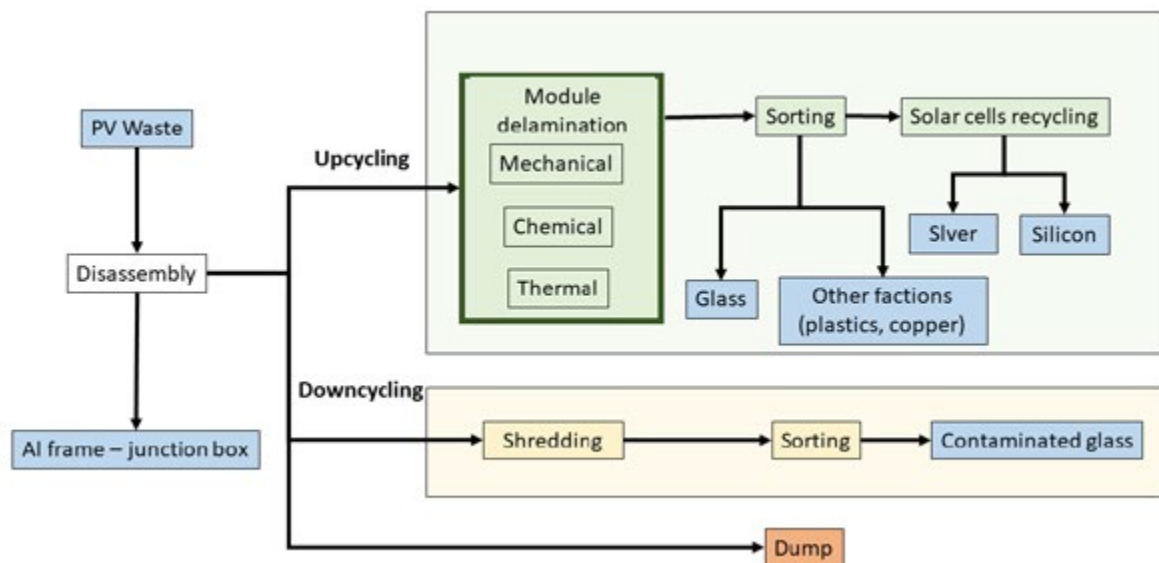 PV Waste
Disassembly
Al frame – junction box
Upcycling
Module
delamination
Mechanical
Chemical
Thermal
Sorting
Solar cells recycling
Glass
Other factions
(plastics, copper)
Slver
Silicon
Downcycling
Shredding
Sorting
Contaminated glass
Dump